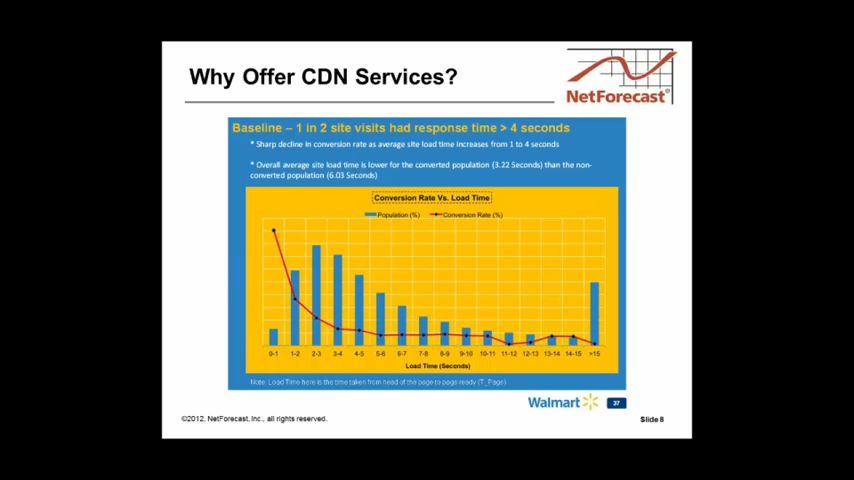 Why Offer CDN Services?
NetForecast®
Baseline – 1 in 2 site visits had response time > 4 seconds
* Sharp decline in conversion rate as average site load time increases from 1 to 4 seconds
* Overall average site load time is lower for the converted population (3.22 Seconds) than the non-
converted population (6.03 Seconds)
Conversion Rate Vs. Load Time
Population (%) Conversion Rate (%)
0-1 1-2 2-3 3-4 4-5 5-6 6-7 7-8 8-9 9-10 10-11 11-12 12-13 13-14 14-15 >15
Load Time (Seconds)
Note: Load Time here is the time taken from head of the page to page ready (T_Page)
Walmart 37
©2012, NetForecast, Inc., all rights reserved. Slide 8